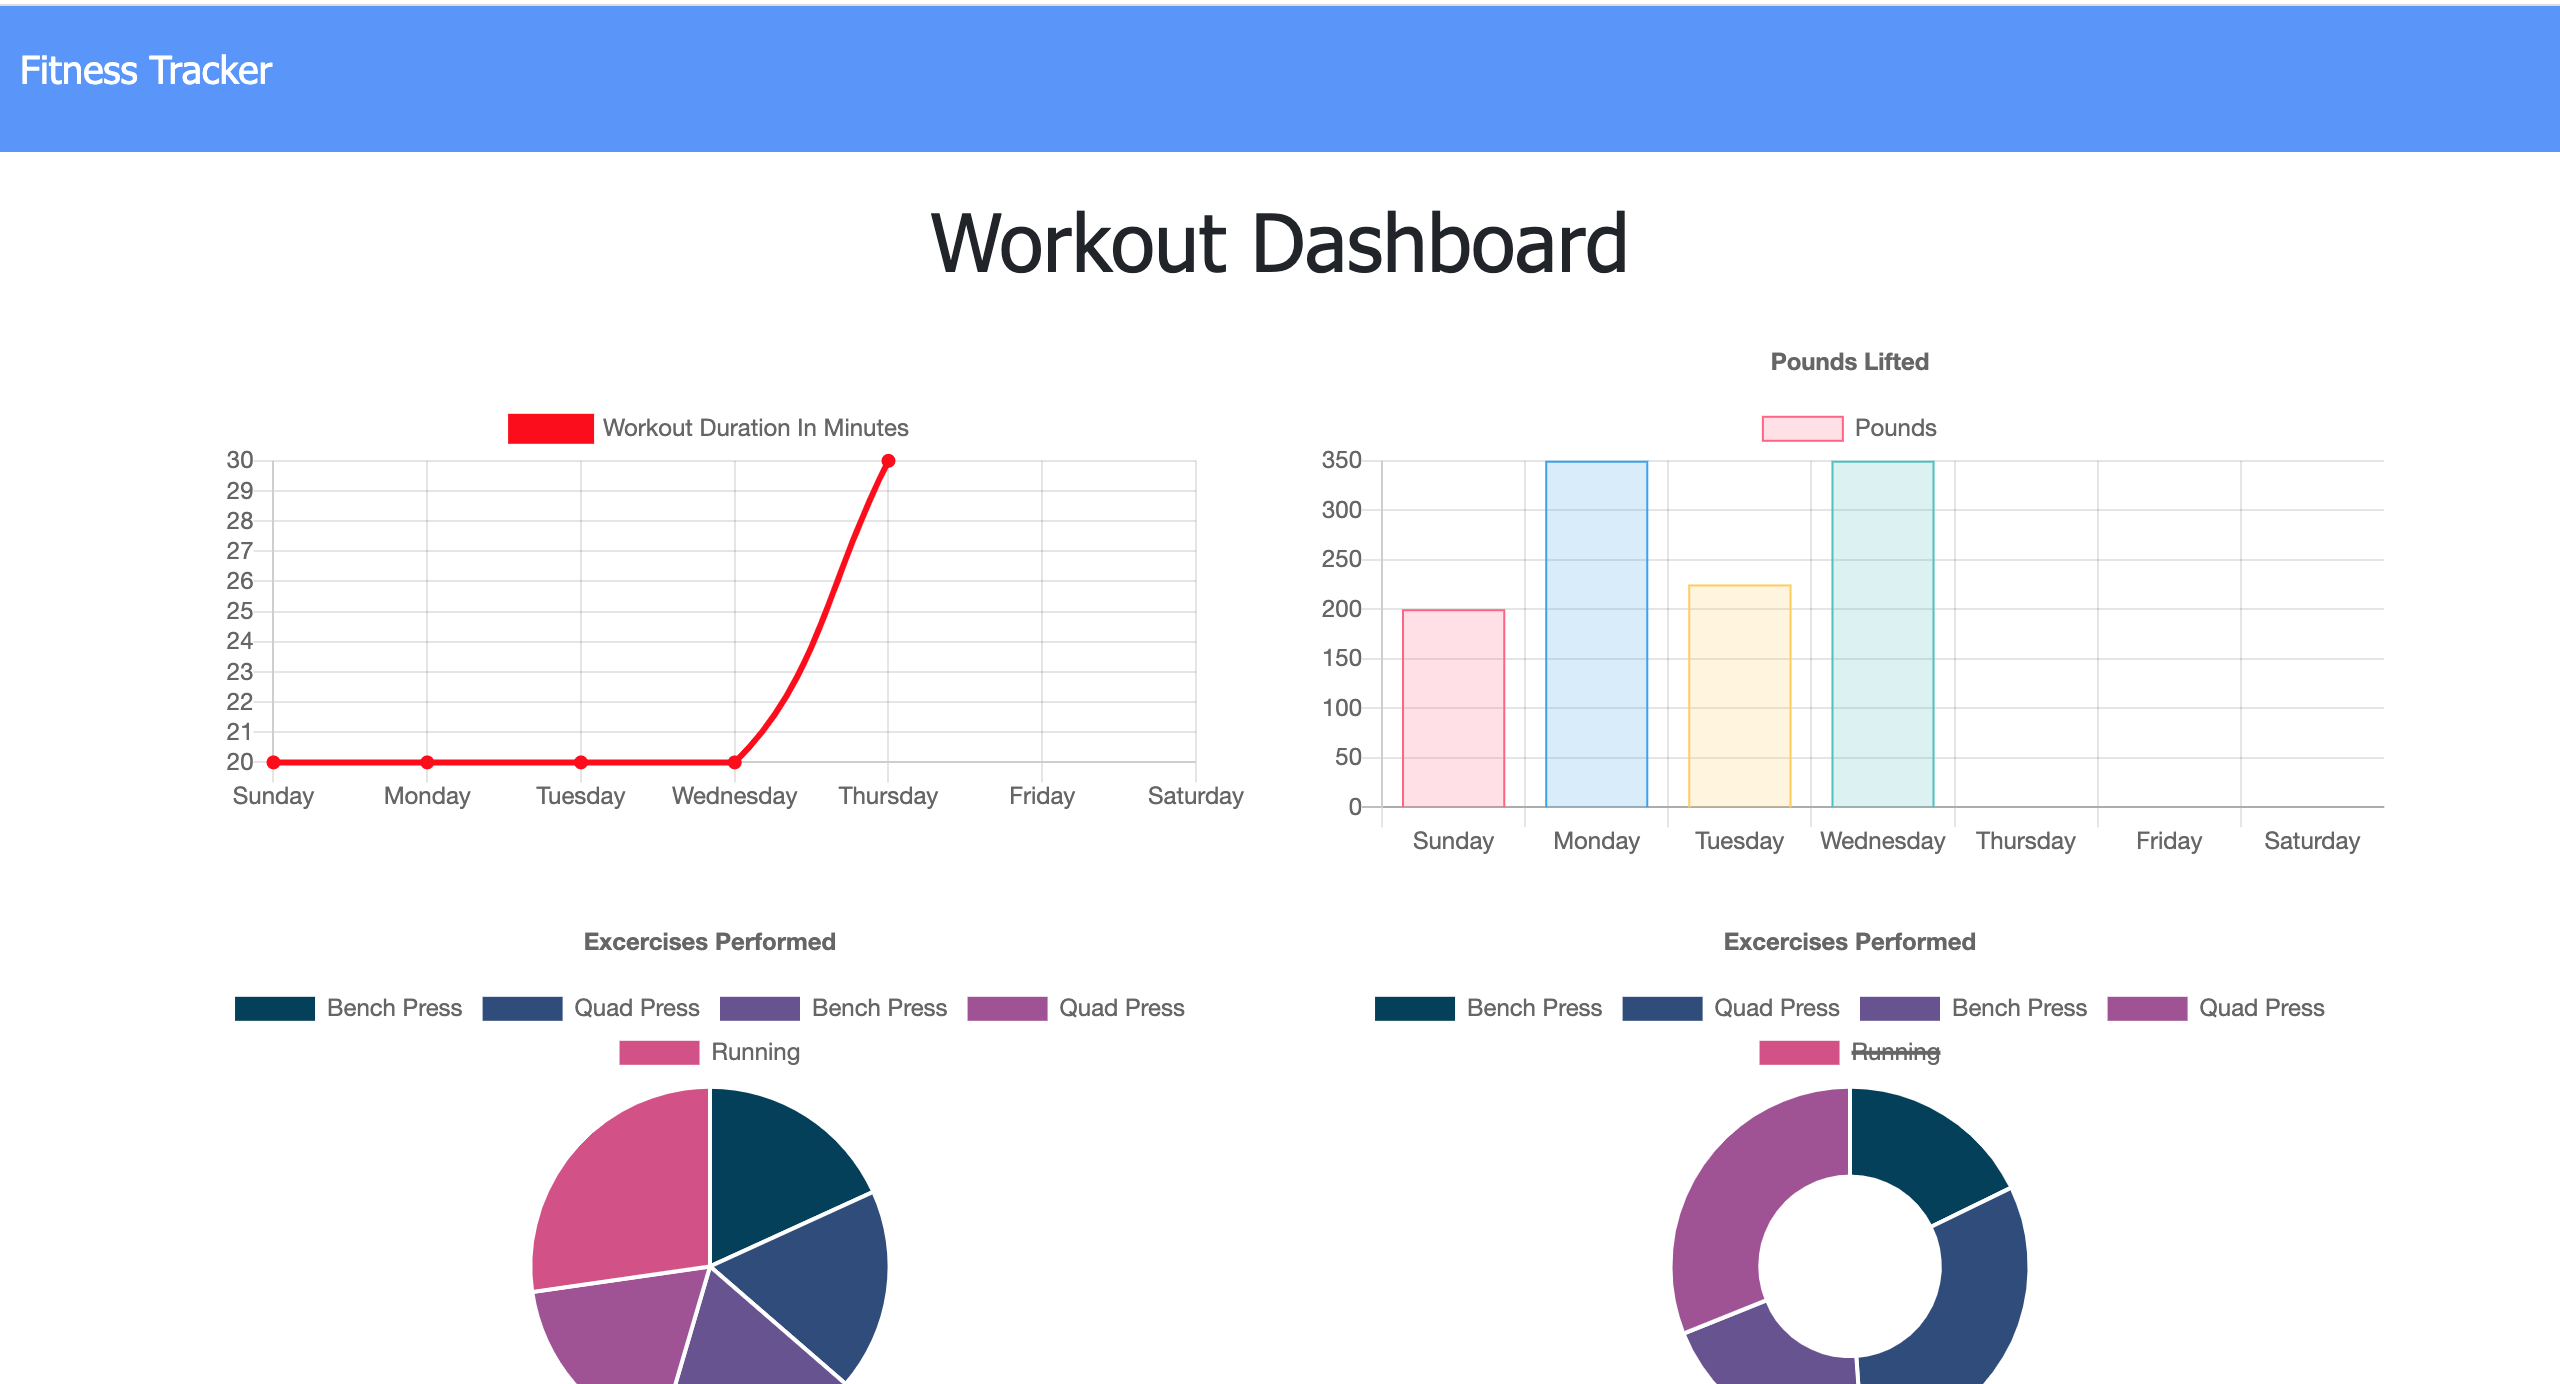 Fitness Tracker
Workout Dashboard
Workout Duration In Minutes
30
29
28
27
26
25
24
23
22
21
20
Sunday Monday Tuesday Wednesday Thursday Friday Saturday
Pounds Lifted
Pounds
350
300
250
200
150
100
50
0
Sunday Monday Tuesday Wednesday Thursday Friday Saturday
Excercises Performed
Bench Press Quad Press Bench Press Quad Press
Running
Excercises Performed
Bench Press Quad Press Bench Press Quad Press
Running